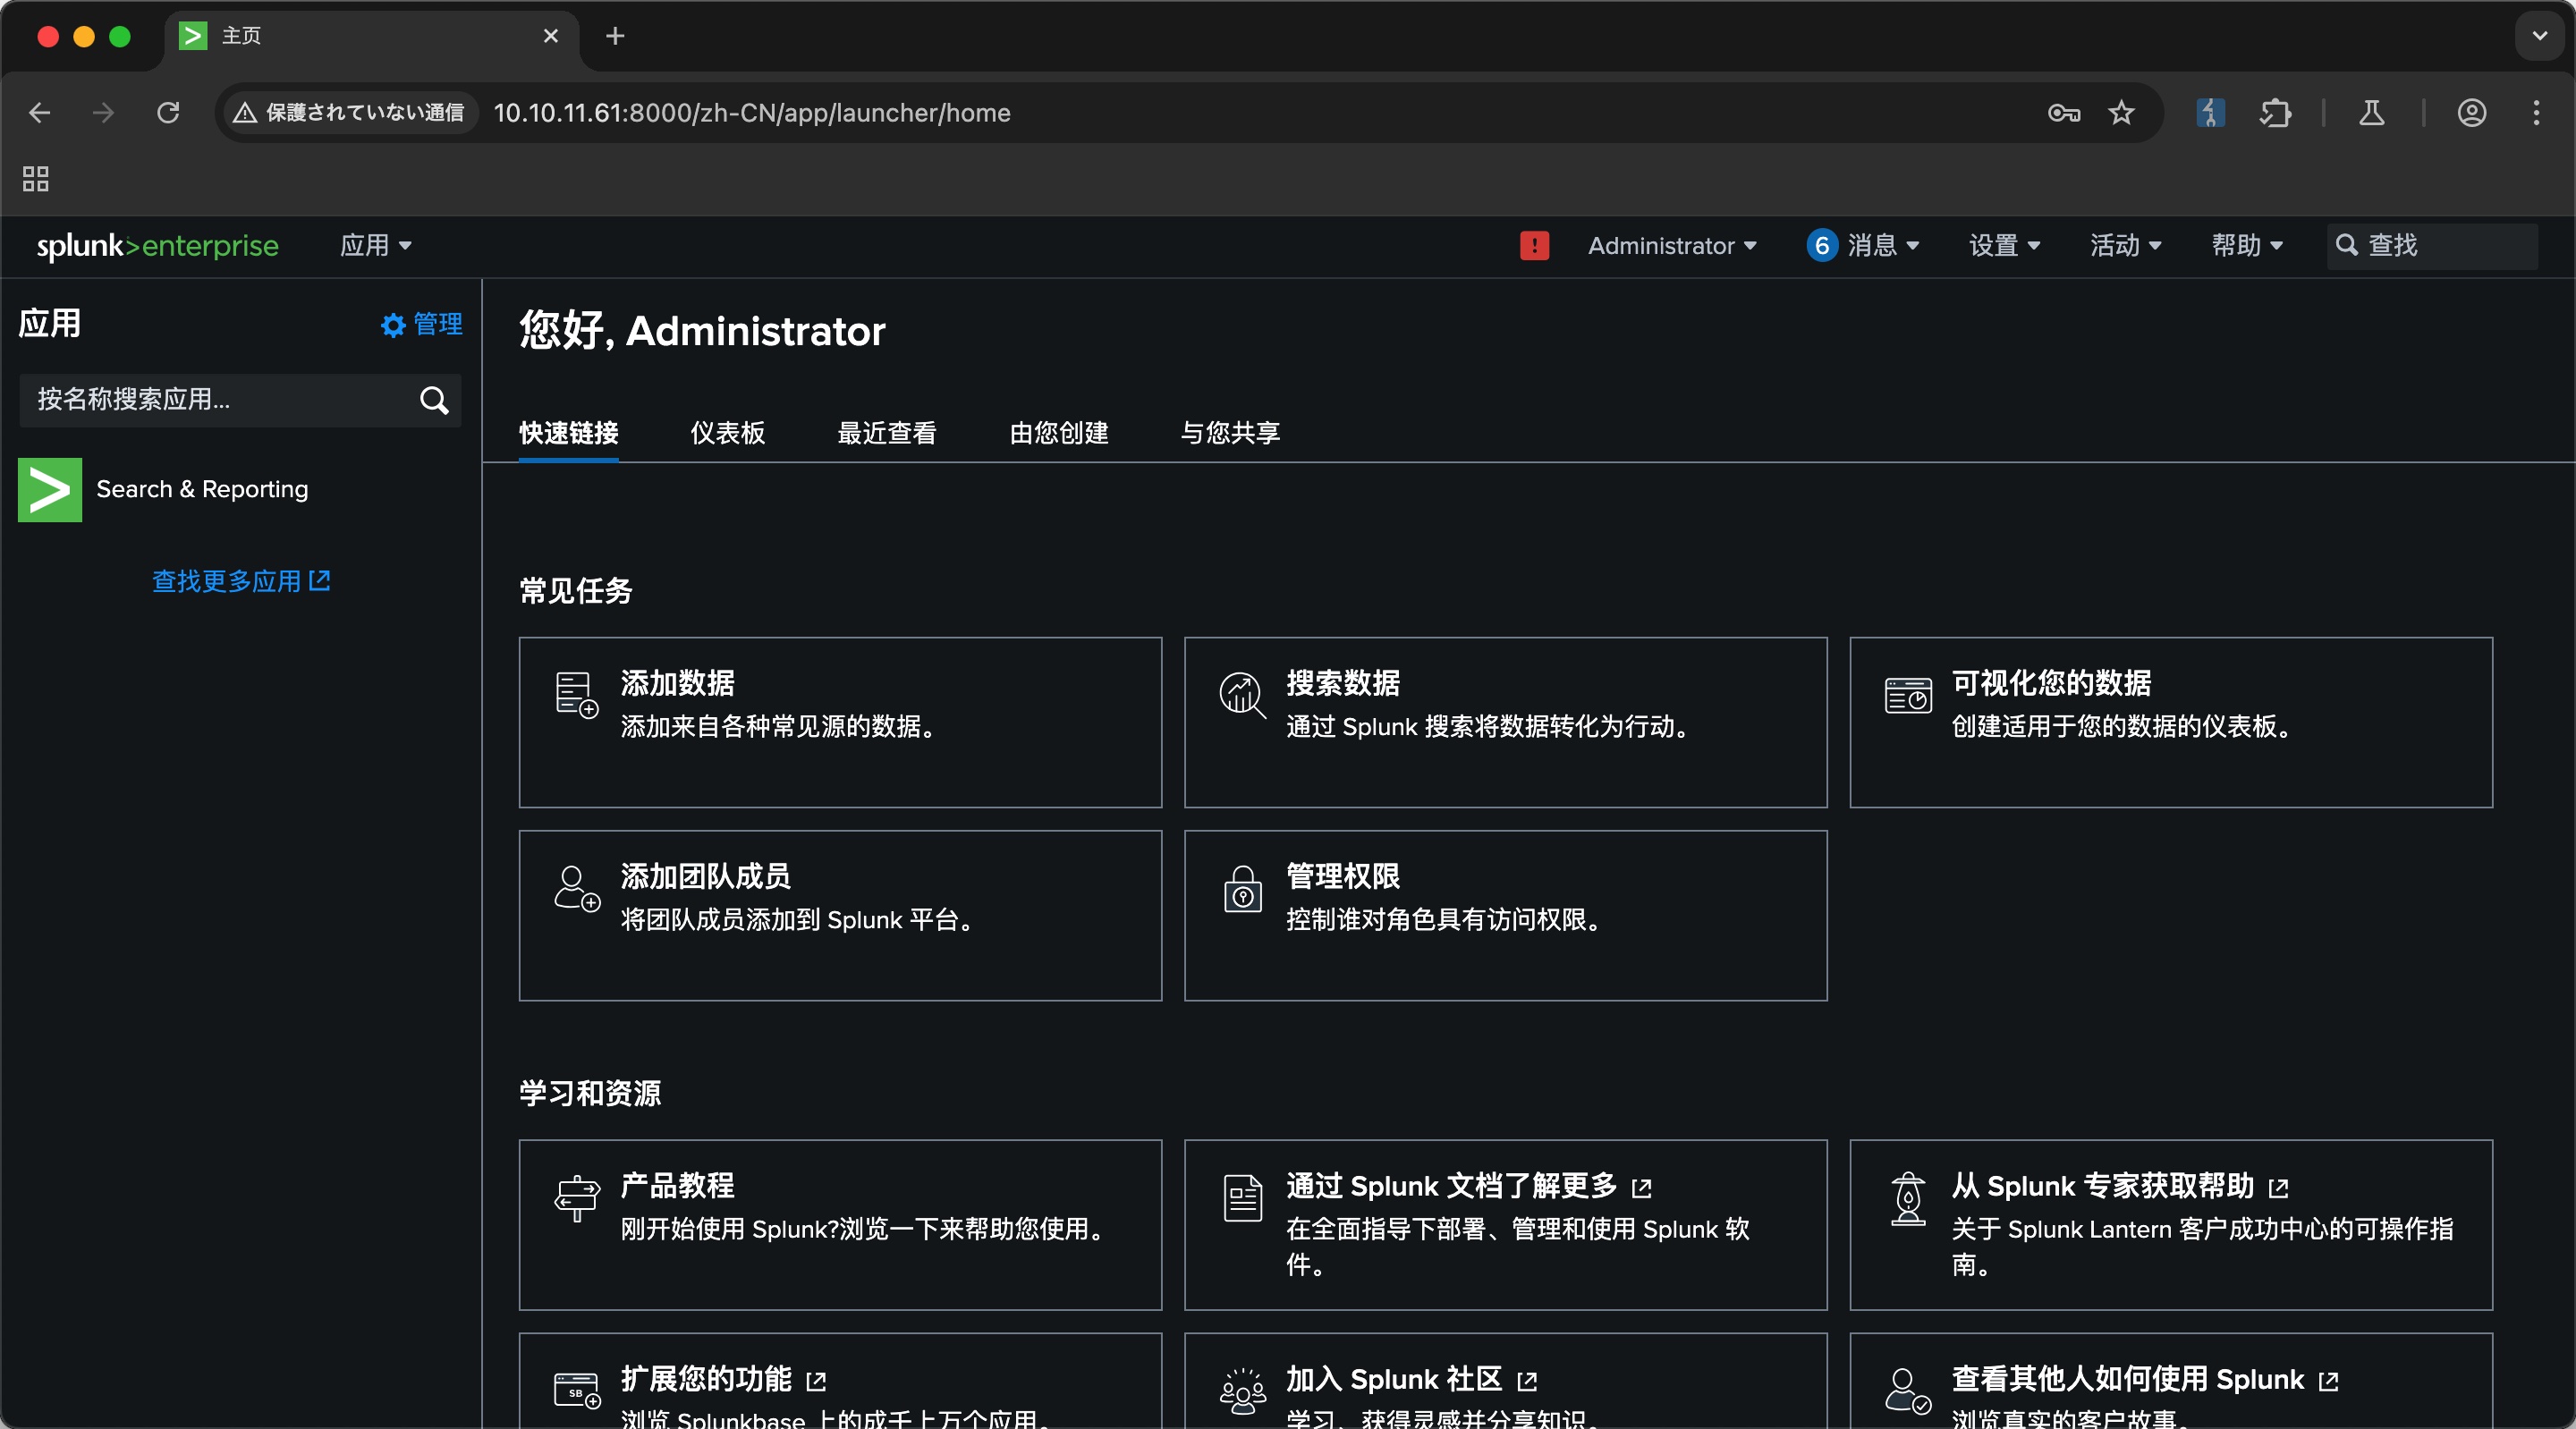 主页
保護されていない通信
10.10.11.61:8000/zh-CN/app/launcher/home
splunk>enterprise
应用
!
Administrator
6 消息
设置
活动
帮助
查找
应用
管理
按名称搜索应用...
Search & Reporting
查找更多应用
您好, Administrator
快速链接
仪表板
最近查看
由您创建
与您共享
常见任务
添加数据
添加来自各种常见源的数据。
搜索数据
通过 Splunk 搜索将数据转化为行动。
可视化您的数据
创建适用于您的数据的仪表板。
添加团队成员
将团队成员添加到 Splunk 平台。
管理权限
控制谁对角色具有访问权限。
学习和资源
产品教程
刚开始使用 Splunk?浏览一下来帮助您使用。
通过 Splunk 文档了解更多
在全面指导下部署、管理和使用 Splunk 软
件。
从 Splunk 专家获取帮助
关于 Splunk Lantern 客户成功中心的可操作指
南。
SB
扩展您的功能
浏览 Splunkbase 上的成千上万个应用。
加入 Splunk 社区
学习、获得灵感并分享知识。
查看其他人如何使用 Splunk
浏览真实的客户故事。